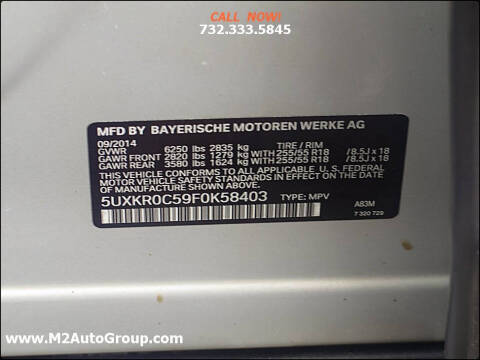 CALL NOW!
732.333.5845
MFD BY BAYERISCHE MOTOREN WERKE AG
09/2014
GVWR 6250 lbs 2835 kg TIRE / RIM
GAWR FRONT 2820 lbs 1279 kg WITH 255/55 R18 / 8.5J x 18
GAWR REAR 3580 lbs 1624 kg WITH 255/55 R18 / 8.5J x 18
THIS VEHICLE CONFORMS TO ALL APPLICABLE U. S. FEDERAL
MOTOR VEHICLE SAFETY STANDARDS IN EFFECT ON THE DATE OF
MANUFACTURE SHOWN ABOVE.
5UXKR0C59F0K58403 TYPE: MPV A83M
7 320 729
www.M2AutoGroup.com